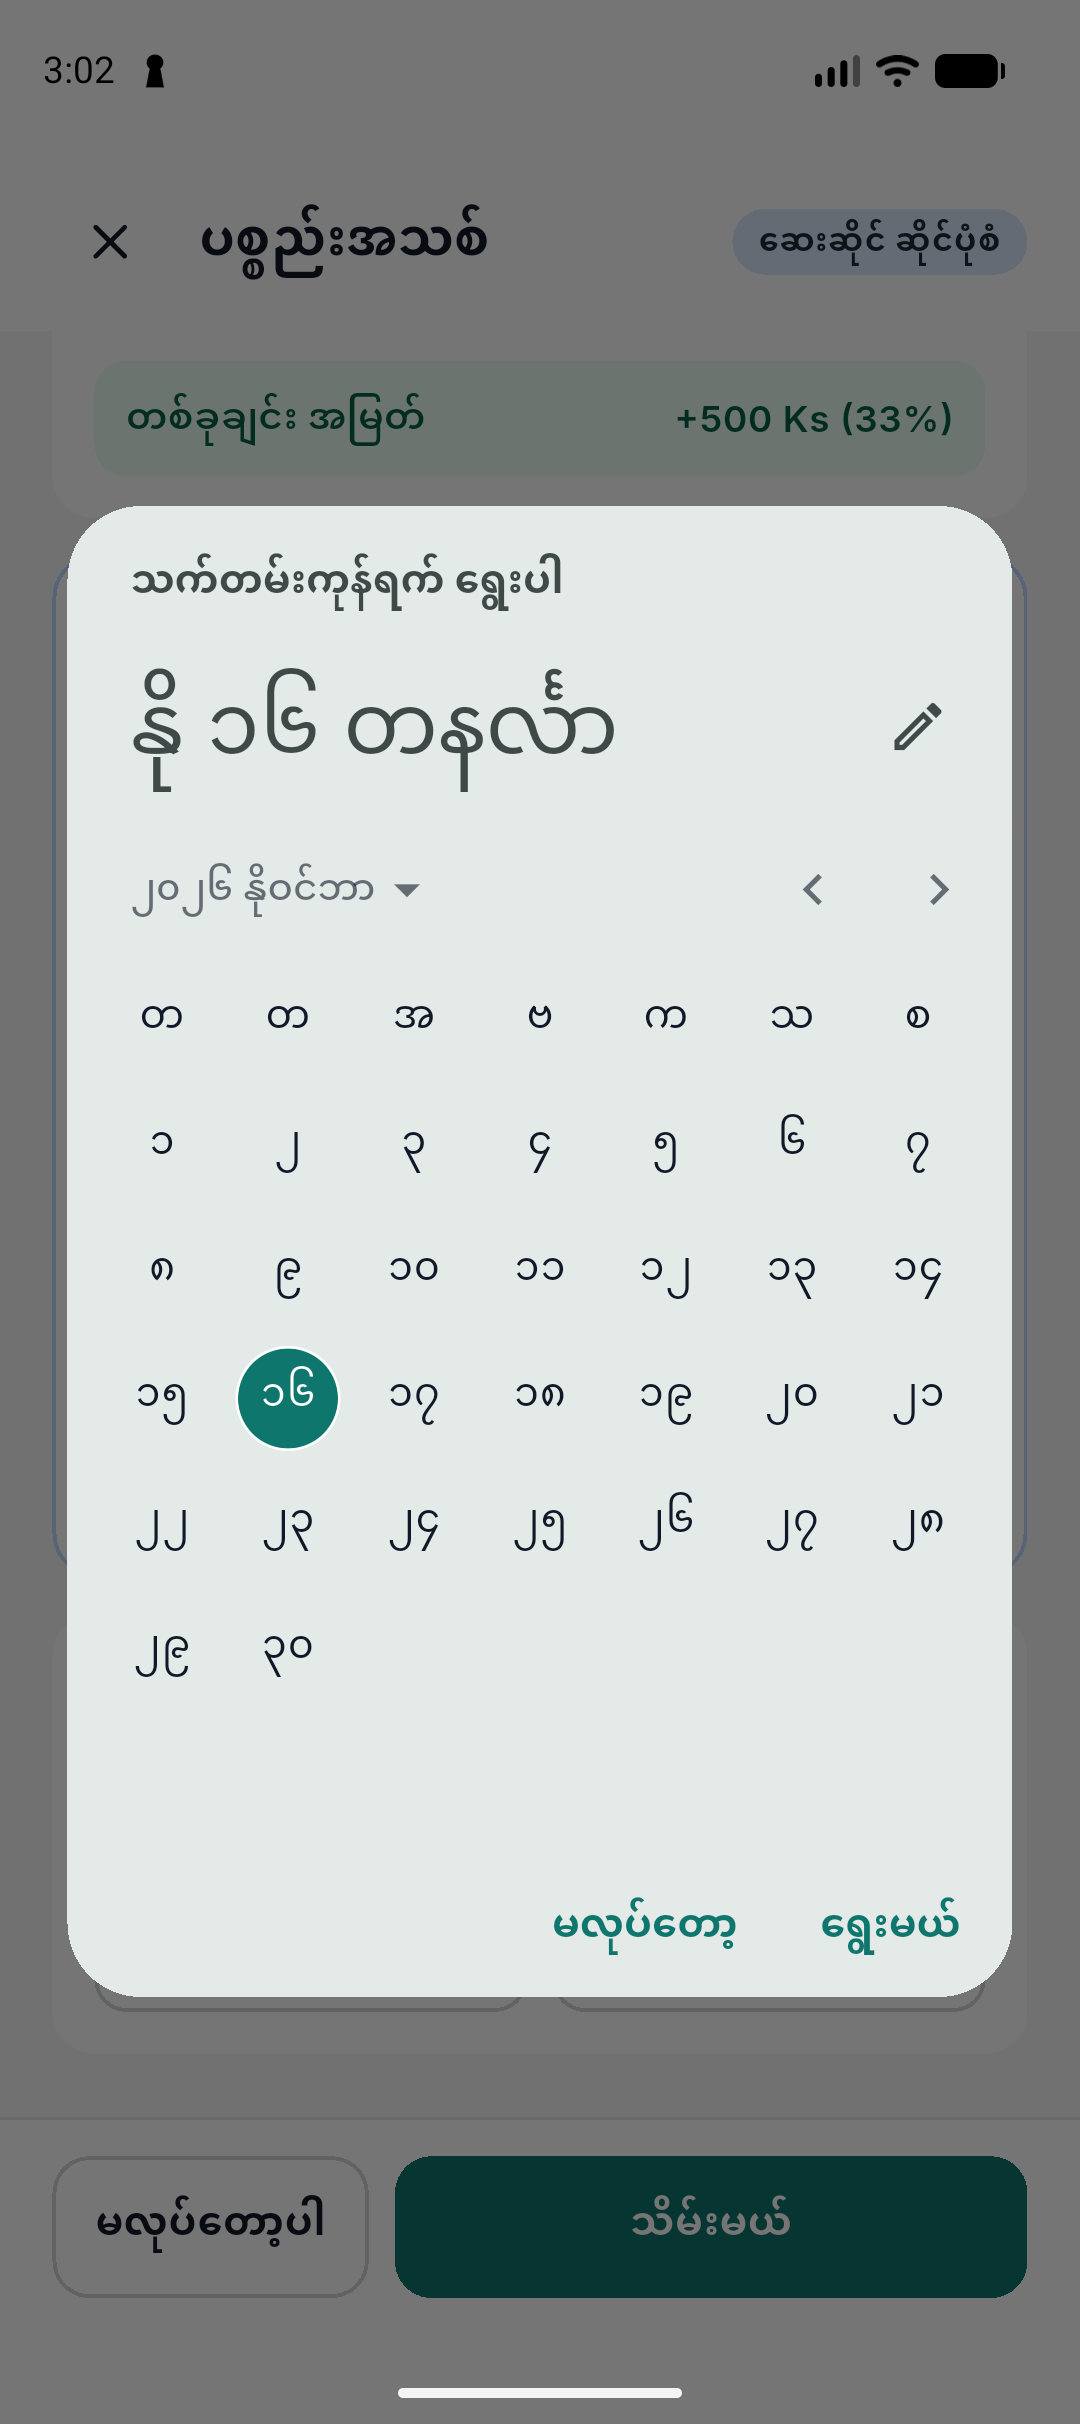 3:02
ပစ္စည်းအသစ်
ဆေးဆိုင် ဆိုင်ပုံစံ
တစ်ခုချင်း အမြတ်
+500 Ks (33%)
သက်တမ်းကုန်ရက် ရွေးပါ
နို ၁၆ တနင်္လာ
၂၀၂၆ နိုဝင်ဘာ
တ တ အ ဗ က သ စ
၁ ၂ ၃ ၄ ၅ ၆ ၇
၈ ၉ ၁၀ ၁၁ ၁၂ ၁၃ ၁၄
၁၅ ၁၆ ၁၇ ၁၈ ၁၉ ၂၀ ၂၁
၂၂ ၂၃ ၂၄ ၂၅ ၂၆ ၂၇ ၂၈
၂၉ ၃၀
မလုပ်တော့ ရွေးမယ်
မလုပ်တော့ပါ
သိမ်းမယ်